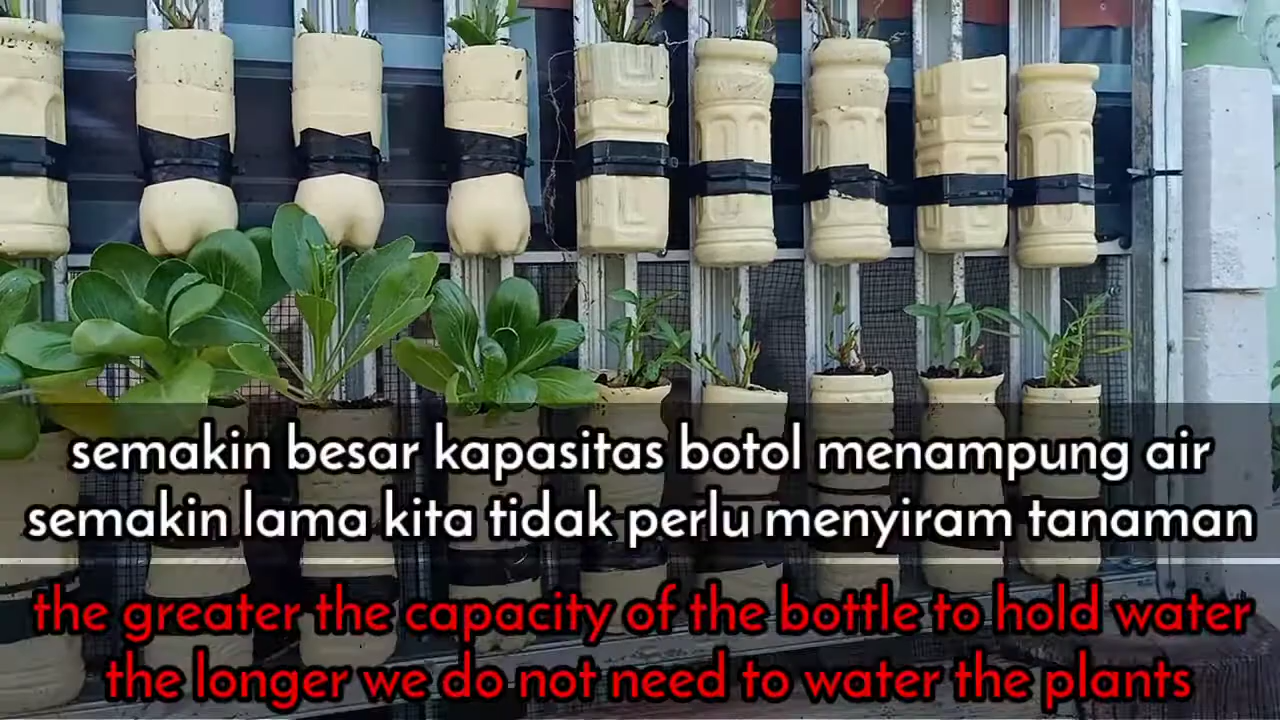 semakin besar kapasitas botol menampung air
semakin lama kita tidak perlu menyiram tanaman
the greater the capacity of the bottle to hold water
the longer we do not need to water the plants